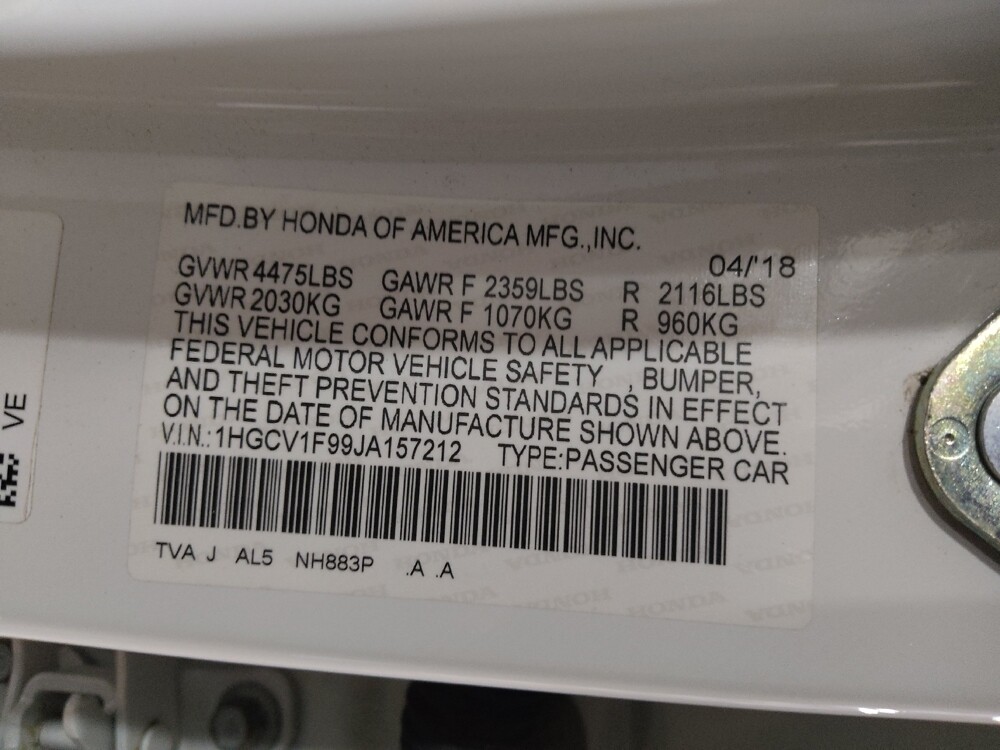 MFD.BY HONDA OF AMERICA MFG.,INC.
04/'18
GVWR 4475LBS GAWR F 2359LBS R 2116LBS
GVWR 2030KG GAWR F 1070KG R 960KG
THIS VEHICLE CONFORMS TO ALL APPLICABLE
FEDERAL MOTOR VEHICLE SAFETY , BUMPER,
AND THEFT PREVENTION STANDARDS IN EFFECT
ON THE DATE OF MANUFACTURE SHOWN ABOVE.
V.I.N.: 1HGCV1F99JA157212 TYPE:PASSENGER CAR
TVA J AL5 NH883P .A .A
VE